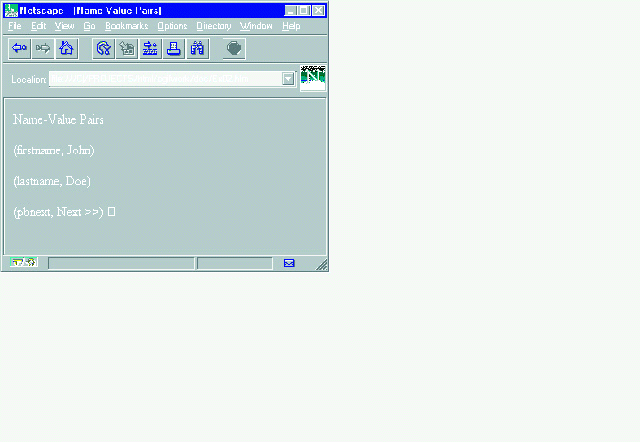 Netscape - [Name Value Pairs]
File Edit View Go Bookmarks Options Directory Window Help
Location:
N
Name-Value Pairs
(firstname, John)
(lastname, Doe)
(pbnext, Next >>)